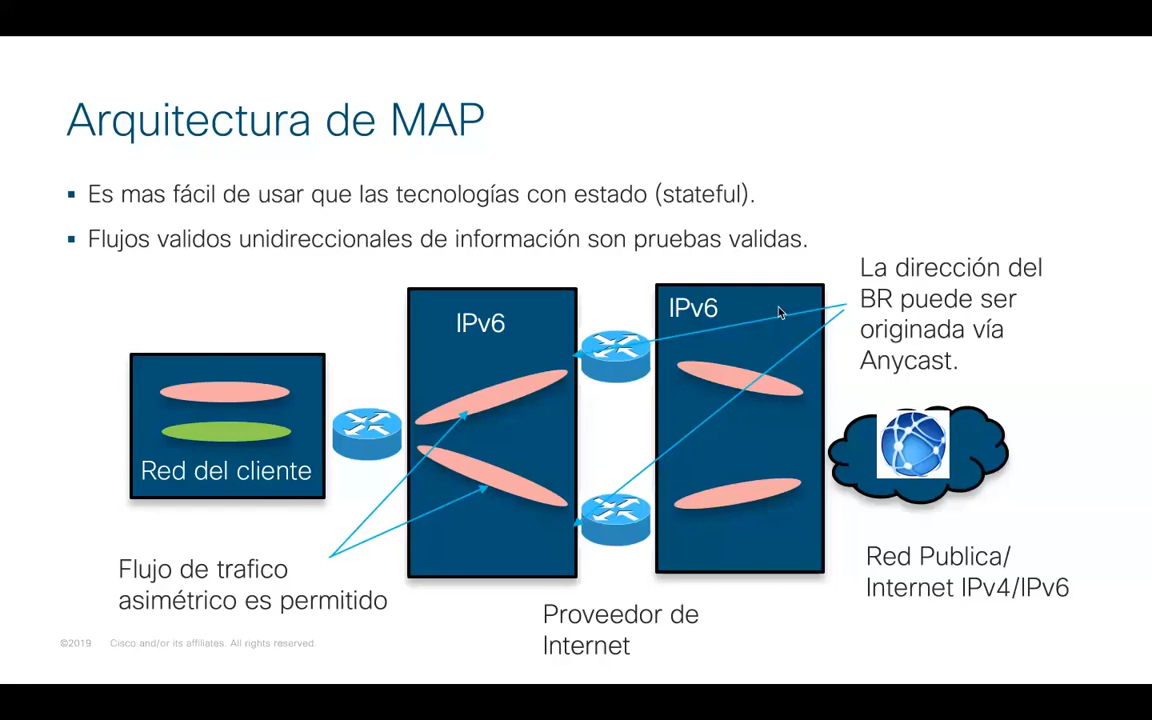 Arquitectura de MAP
Es mas fácil de usar que las tecnologías con estado (stateful).
Flujos validos unidireccionales de información son pruebas validas.
La dirección del
BR puede ser
originada vía
Anycast.
IPv6
IPv6
Red del cliente
Flujo de trafico
asimétrico es permitido
Proveedor de
Internet
Red Publica/
Internet IPv4/IPv6
©2019 Cisco and/or its affiliates. All rights reserved.